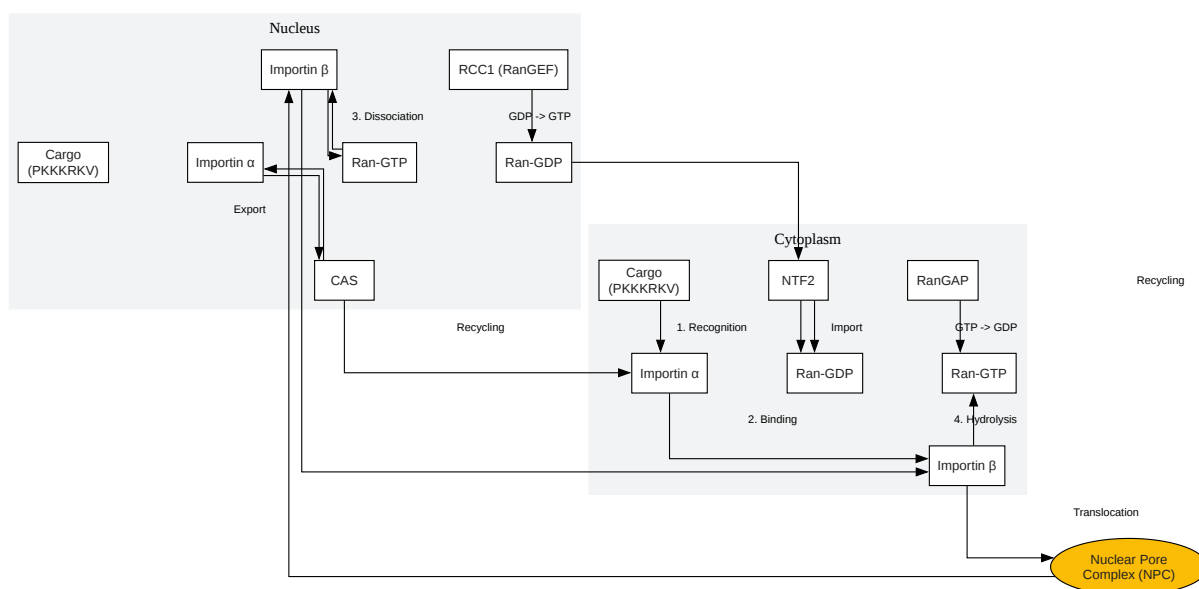 Nucleus
Importin β
RCC1 (RanGEF)
3. Dissociation
GDP -> GTP
Cargo
(PKKKRKV)
Importin α
Ran-GTP
Ran-GDP
Export
CAS
Recycling
Cytoplasm
Cargo
(PKKKRKV)
NTF2
RanGAP
Recycling
1. Recognition
Import
GTP -> GDP
Importin α
Ran-GDP
Ran-GTP
2. Binding
4. Hydrolysis
Importin β
Translocation
Nuclear Pore
Complex (NPC)